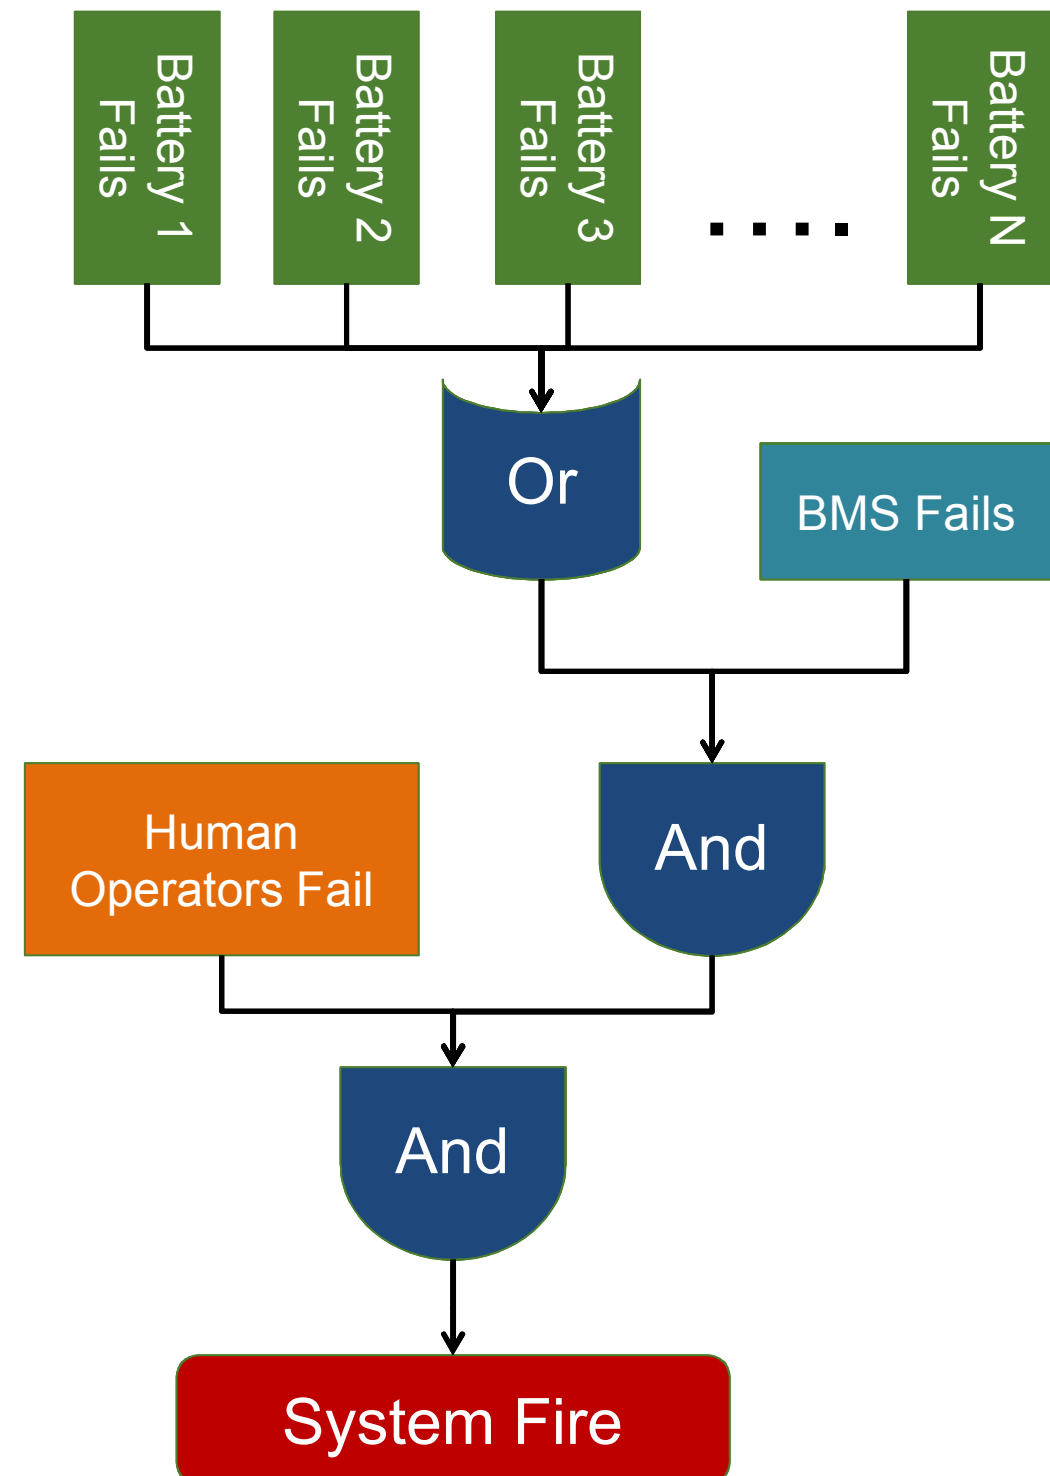 Battery 1
Fails
Battery 2
Fails
Battery 3
Fails
. . . .
Battery N
Fails
Or
BMS Fails
Human
Operators Fail
And
And
System Fire